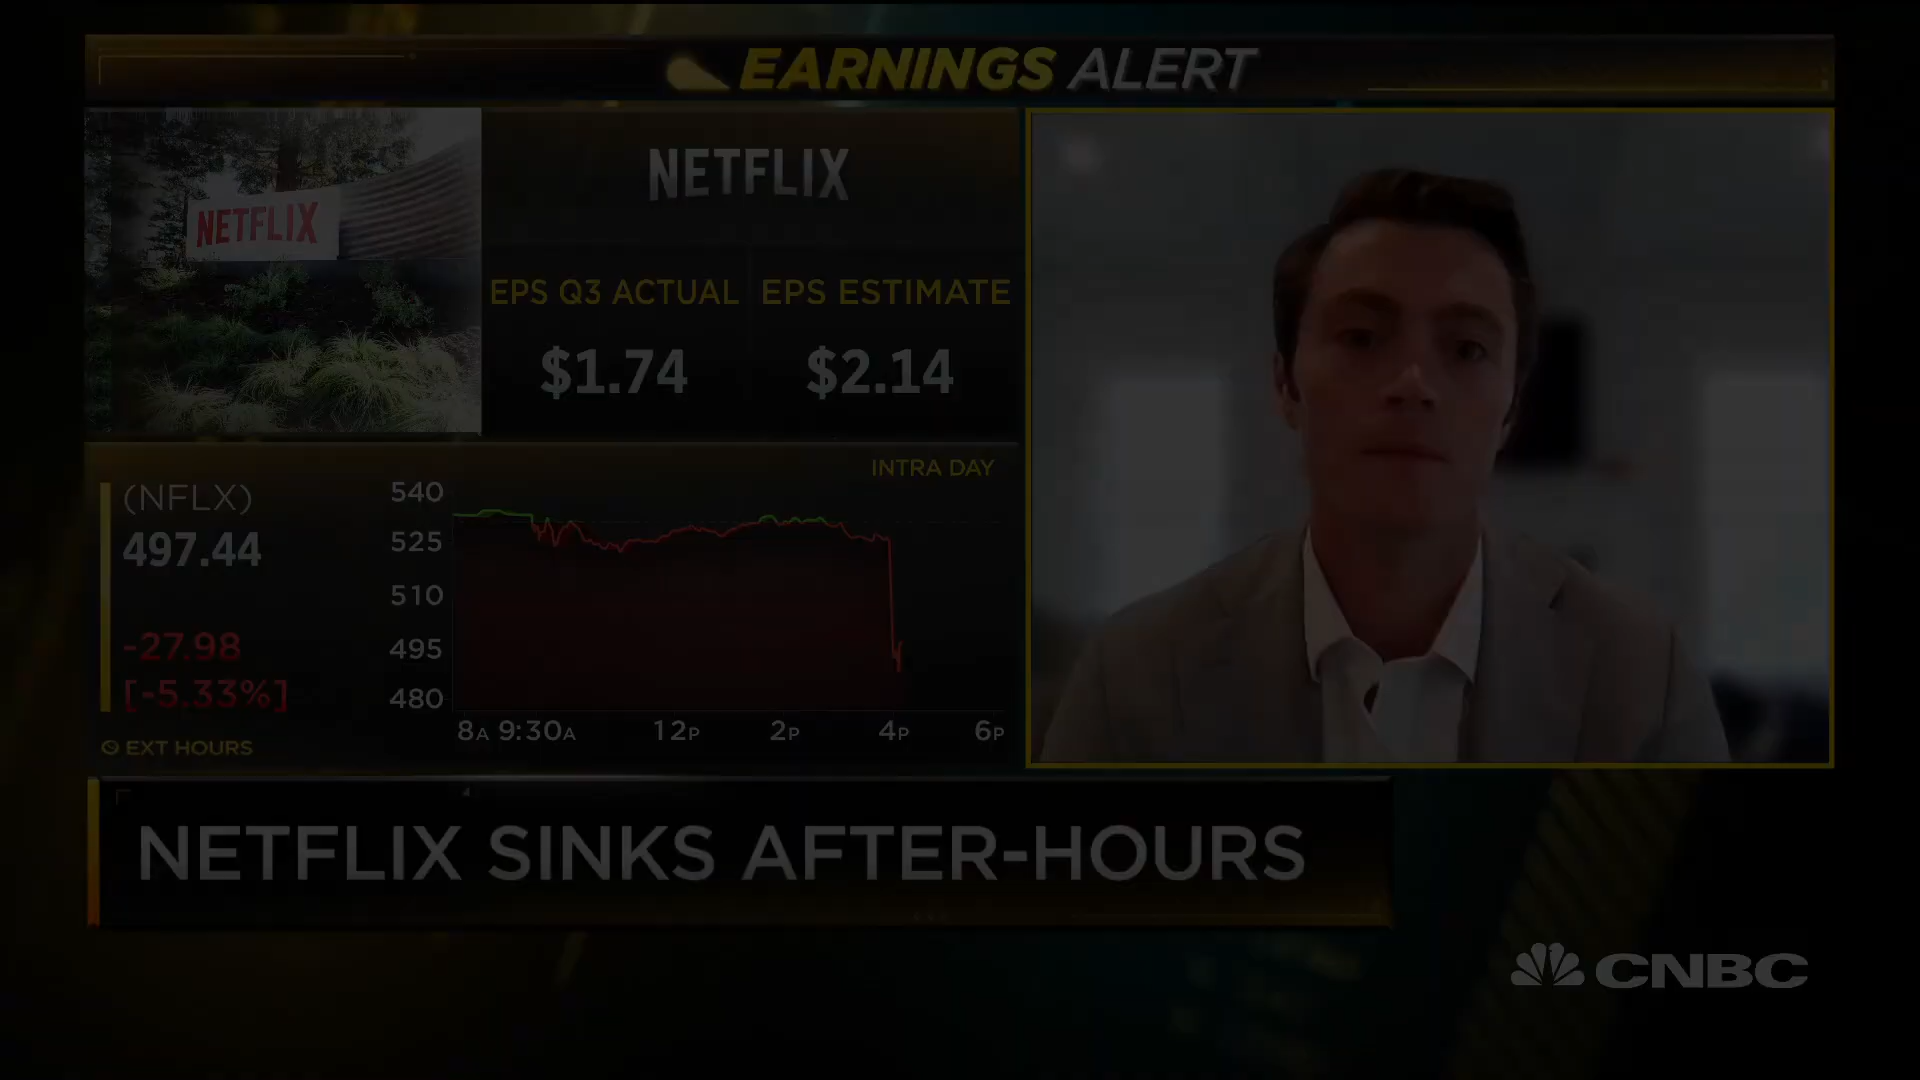 EARNINGS ALERT
NETFLIX
NETFLIX
EPS Q3 ACTUAL
EPS ESTIMATE
$1.74
$2.14
INTRA DAY
(NFLX)
497.44
-27.98
[-5.33%]
EXT HOURS
540
525
510
495
480
8A 9:30A 12P 2P 4P 6P
NETFLIX SINKS AFTER-HOURS
CNBC